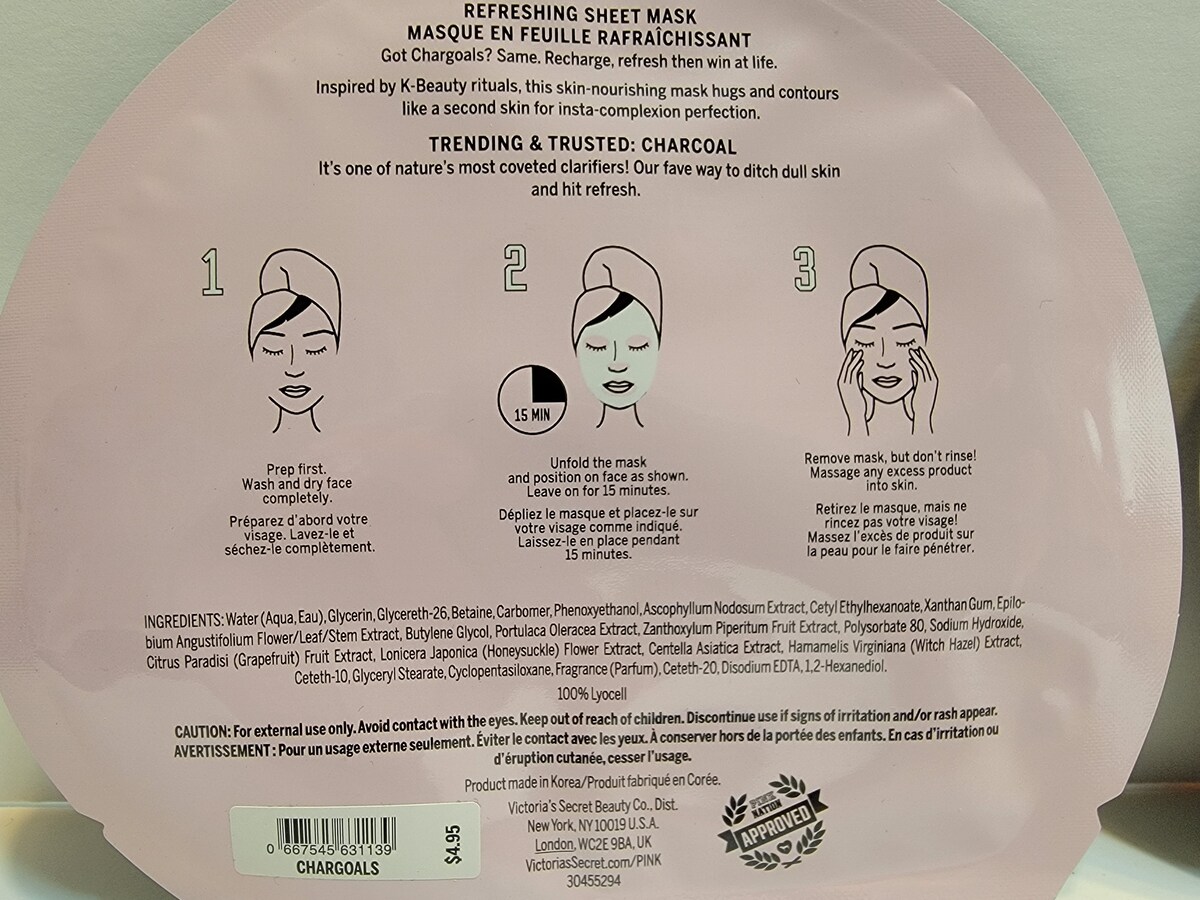 REFRESHING SHEET MASK
MASQUE EN FEUILLE RAFRAÎCHISSANT
Got Chargoals? Same. Recharge, refresh then win at life.
Inspired by K-Beauty rituals, this skin-nourishing mask hugs and contours
like a second skin for insta-complexion perfection.
TRENDING & TRUSTED: CHARCOAL
It's one of nature's most coveted clarifiers! Our fave way to ditch dull skin
and hit refresh.
1
2
3
15 MIN
Prep first.
Wash and dry face
completely.
Préparez d'abord votre
visage. Lavez-le et
séchez-le complètement.
Unfold the mask
and position on face as shown.
Leave on for 15 minutes.
Dépliez le masque et placez-le sur
votre visage comme indiqué.
Laissez-le en place pendant
15 minutes.
Remove mask, but don't rinse!
Massage any excess product
into skin.
Retirez le masque, mais ne
rincez pas votre visage!
Massez l'excès de produit sur
la peau pour le faire pénétrer.
INGREDIENTS: Water (Aqua, Eau), Glycerin, Glycereth-26, Betaine, Carbomer, Phenoxyethanol, Ascophyllum Nodosum Extract, Cetyl Ethylhexanoate, Xanthan Gum, Epilo-
bium Angustifolium Flower/Leaf/Stem Extract, Butylene Glycol, Portulaca Oleracea Extract, Zanthoxylum Piperitum Fruit Extract, Polysorbate 80, Sodium Hydroxide,
Citrus Paradisi (Grapefruit) Fruit Extract, Lonicera Japonica (Honeysuckle) Flower Extract, Centella Asiatica Extract, Hamamelis Virginiana (Witch Hazel) Extract,
Ceteth-10, Glyceryl Stearate, Cyclopentasiloxane, Fragrance (Parfum), Ceteth-20, Disodium EDTA, 1,2-Hexanediol.
100% Lyocell
CAUTION: For external use only. Avoid contact with the eyes. Keep out of reach of children. Discontinue use if signs of irritation and/or rash appear.
AVERTISSEMENT : Pour un usage externe seulement. Éviter le contact avec les yeux. À conserver hors de la portée des enfants. En cas d'irritation ou
d'éruption cutanée, cesser l'usage.
Product made in Korea/Produit fabriqué en Corée.
Victoria's Secret Beauty Co., Dist.
New York, NY 10019 U.S.A.
London, WC2E 9BA, UK
VictoriasSecret.com/PINK
30455294
PINK
NATION
APPROVED
0 667545 631139
CHARGOALS
$4.95